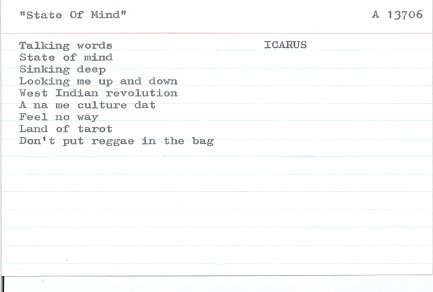 "State Of Mind" A 13706
Talking words ICARUS
State of mind
Sinking deep
Looking me up and down
West Indian revolution
A na me culture dat
Feel no way
Land of tarot
Don't put reggae in the bag